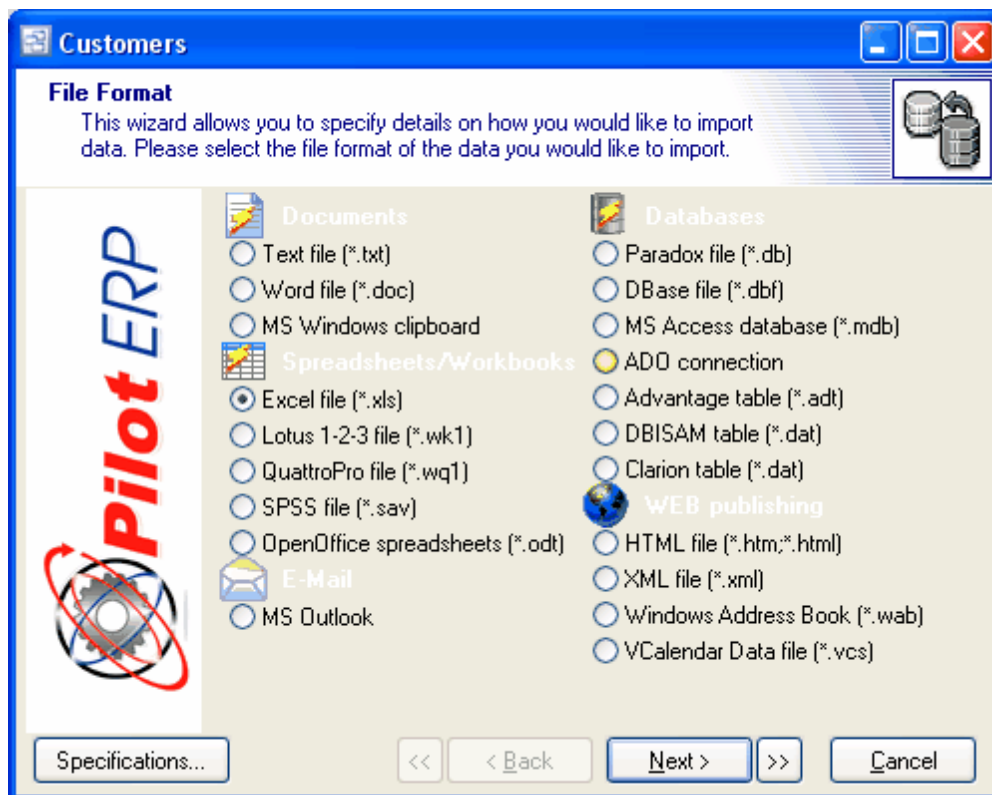 Customers
File Format
This wizard allows you to specify details on how you would like to import
data. Please select the file format of the data you would like to import.
Pilot ERP
Documents
Text file (*.txt)
Word file (*.doc)
MS Windows clipboard
Spreadsheets/Workbooks
Excel file (*.xls)
Lotus 1-2-3 file (*.wk1)
QuattroPro file (*.wq1)
SPSS file (*.sav)
OpenOffice spreadsheets (*.odt)
E-Mail
MS Outlook
Databases
Paradox file (*.db)
DBase file (*.dbf)
MS Access database (*.mdb)
ADO connection
Advantage table (*.adt)
DBISAM table (*.dat)
Clarion table (*.dat)
WEB publishing
HTML file (*.htm;*.html)
XML file (*.xml)
Windows Address Book (*.wab)
VCalendar Data file (*.vcs)
Specifications...
<<
< Back
Next >
>>
Cancel